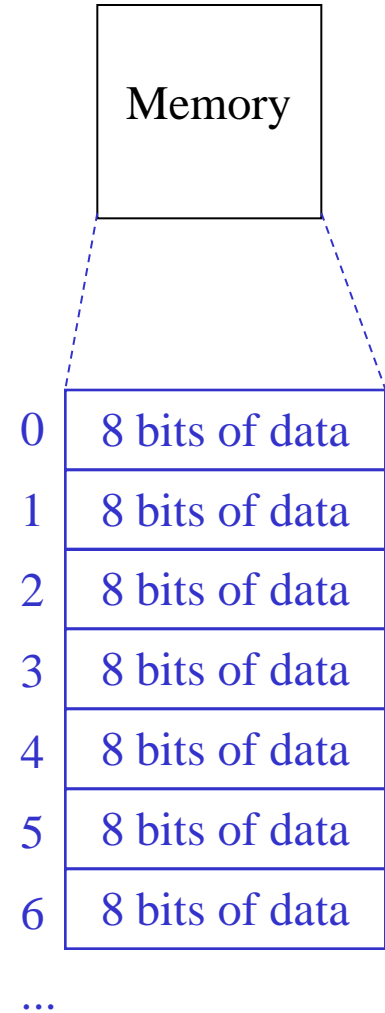 Memory
0 8 bits of data
1 8 bits of data
2 8 bits of data
3 8 bits of data
4 8 bits of data
5 8 bits of data
6 8 bits of data
...